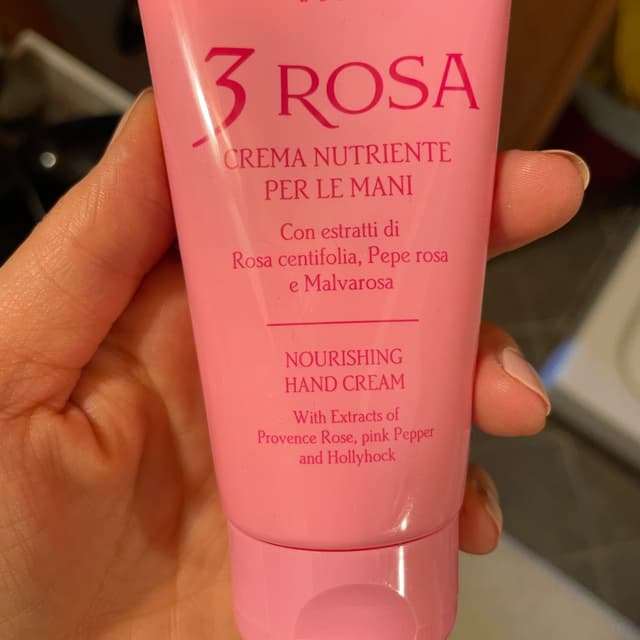 3 ROSA
CREMA NUTRIENTE
PER LE MANI
Con estratti di
Rosa centifolia, Pepe rosa
e Malvarosa
NOURISHING
HAND CREAM
With Extracts of
Provence Rose, pink Pepper
and Hollyhock